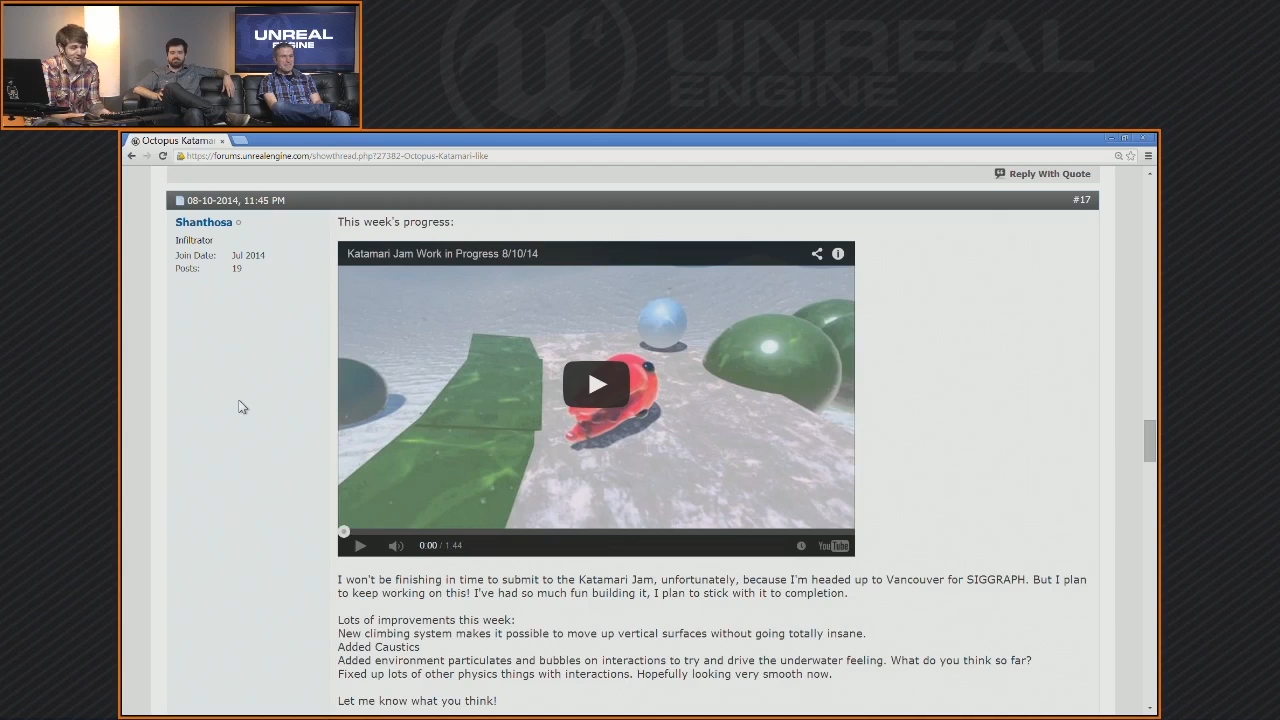 UNREAL
ENGINE
UNREAL
ENGINE
Octopus Katamar
https://forums.unrealengine.com/showthread.php?27382-Octopus-Katamari-like
Reply With Quote
08-10-2014, 11:45 PM
#17
Shanthosa
Infiltrator
Join Date: Jul 2014
Posts: 19
This week's progress:
Katamari Jam Work in Progress 8/10/14
0:00 / 1:44
YouTube
I won't be finishing in time to submit to the Katamari Jam, unfortunately, because I'm headed up to Vancouver for SIGGRAPH. But I plan
to keep working on this! I've had so much fun building it, I plan to stick with it to completion.
Lots of improvements this week:
New climbing system makes it possible to move up vertical surfaces without going totally insane.
Added Caustics
Added environment particulates and bubbles on interactions to try and drive the underwater feeling. What do you think so far?
Fixed up lots of other physics things with interactions. Hopefully looking very smooth now.
Let me know what you think!